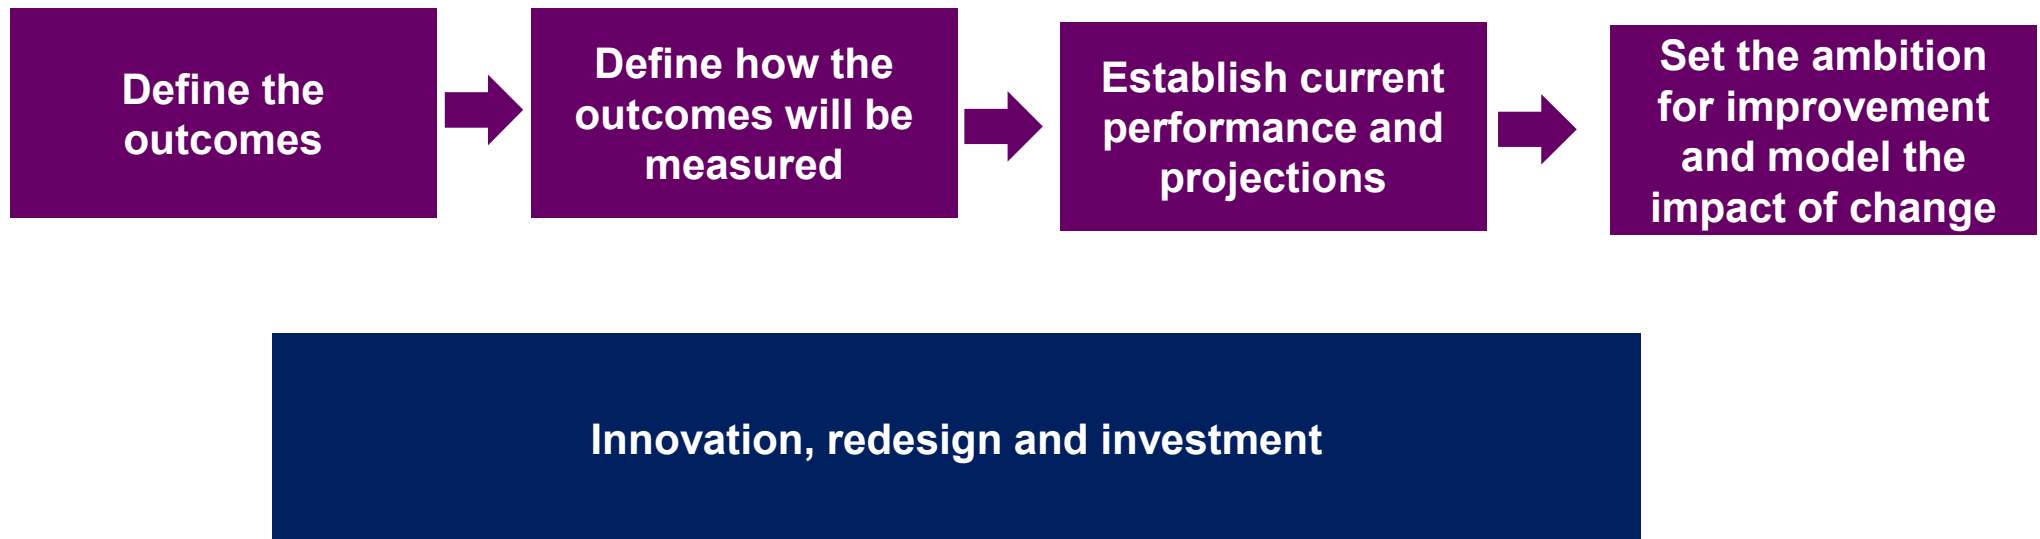 Define the
outcomes
Define how the
outcomes will be
measured
Establish current
performance and
projections
Set the ambition
for improvement
and model the
impact of change
Innovation, redesign and investment